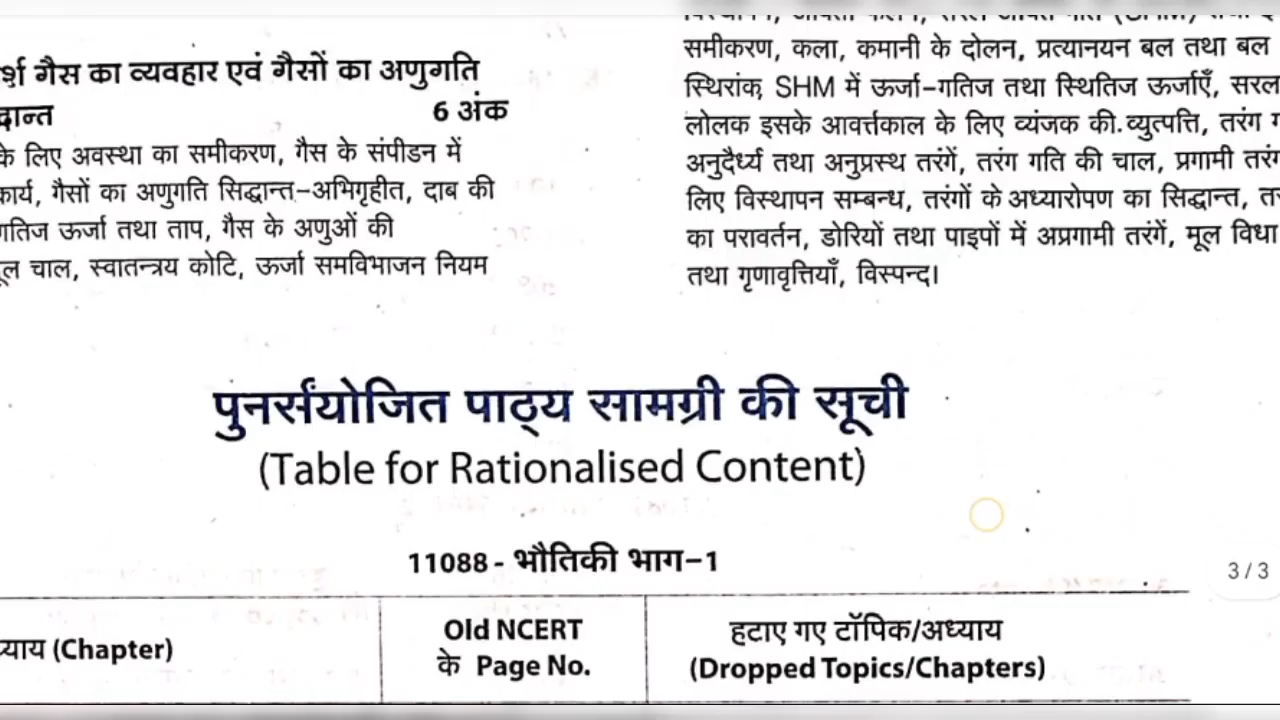 र्श गैस का व्यवहार एवं गैसों का अणुगति
दान्त 6 अंक
के लिए अवस्था का समीकरण, गैस के संपीडन में
कार्य, गैसों का अणुगति सिद्धान्त-अभिगृहीत, दाब की
गतिज ऊर्जा तथा ताप, गैस के अणुओं की
मूल चाल, स्वातन्त्रय कोटि, ऊर्जा समविभाजन नियम
समीकरण, कला, कमानी के दोलन, प्रत्यानयन बल तथा बल
स्थिरांक, SHM में ऊर्जा-गतिज तथा स्थितिज ऊर्जाएँ, सरल
लोलक इसके आवर्त्तकाल के लिए व्यंजक की व्युत्पत्ति, तरंग
अनुदैर्ध्य तथा अनुप्रस्थ तरंगें, तरंग गति की चाल, प्रगामी तरंग
लिए विस्थापन सम्बन्ध, तरंगों के अध्यारोपण का सिद्धान्त,
का परावर्तन, डोरियों तथा पाइपों में अप्रगामी तरंगें, मूल विधा
तथा गृणावृत्तियाँ, विस्पन्द।
पुनर्संयोजित पाठ्य सामग्री की सूची
(Table for Rationalised Content)
11088 - भौतिकी भाग-1
3 / 3
ध्याय (Chapter)
Old NCERT
के Page No.
हटाए गए टॉपिक/अध्याय
(Dropped Topics/Chapters)